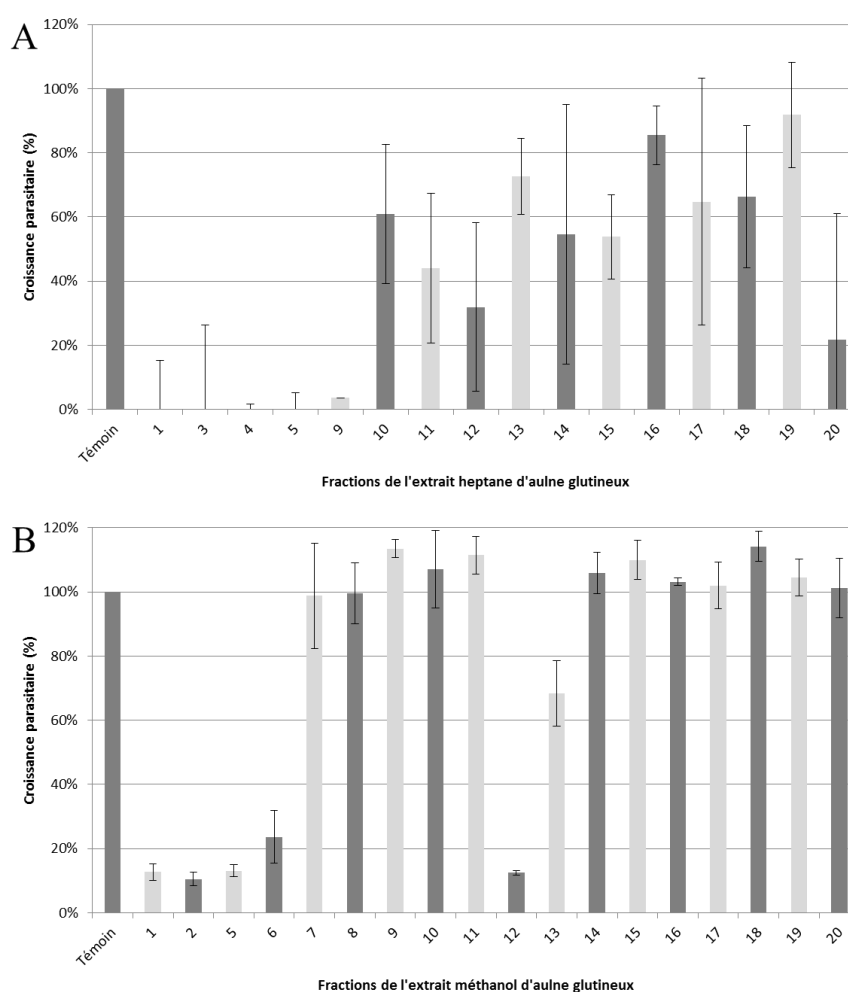 A
120%
100%
80%
60%
40%
20%
0%
Croissance parasitaire (%)
Témoin 1 3 4 5 9 10 11 12 13 14 15 16 17 18 19 20
Fractions de l'extrait heptane d'aulne glutineux
B
120%
100%
80%
60%
40%
20%
0%
Croissance parasitaire (%)
Témoin 1 2 5 6 7 8 9 10 11 12 13 14 15 16 17 18 19 20
Fractions de l'extrait méthanol d'aulne glutineux